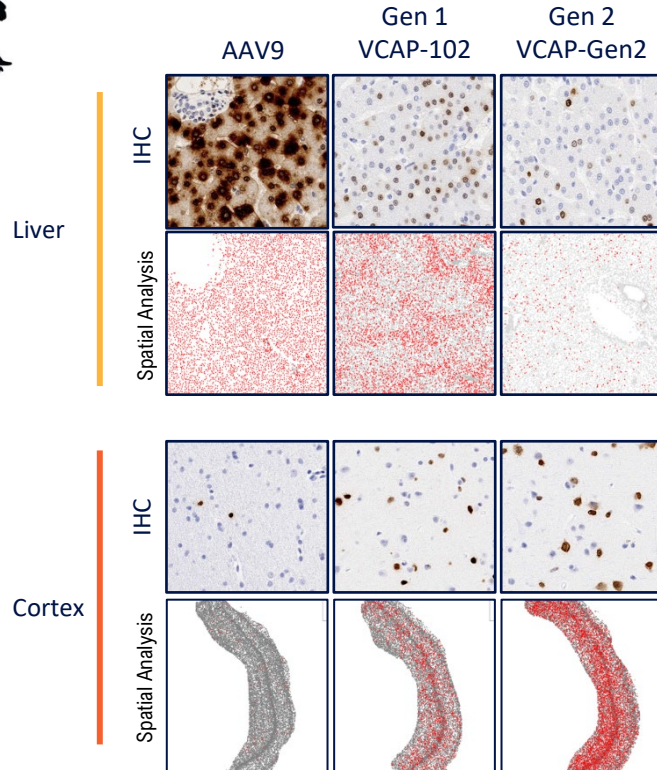 AAV9
Gen 1
VCAP-102
Gen 2
VCAP-Gen2
Liver
IHC
Spatial Analysis
Cortex
IHC
Spatial Analysis